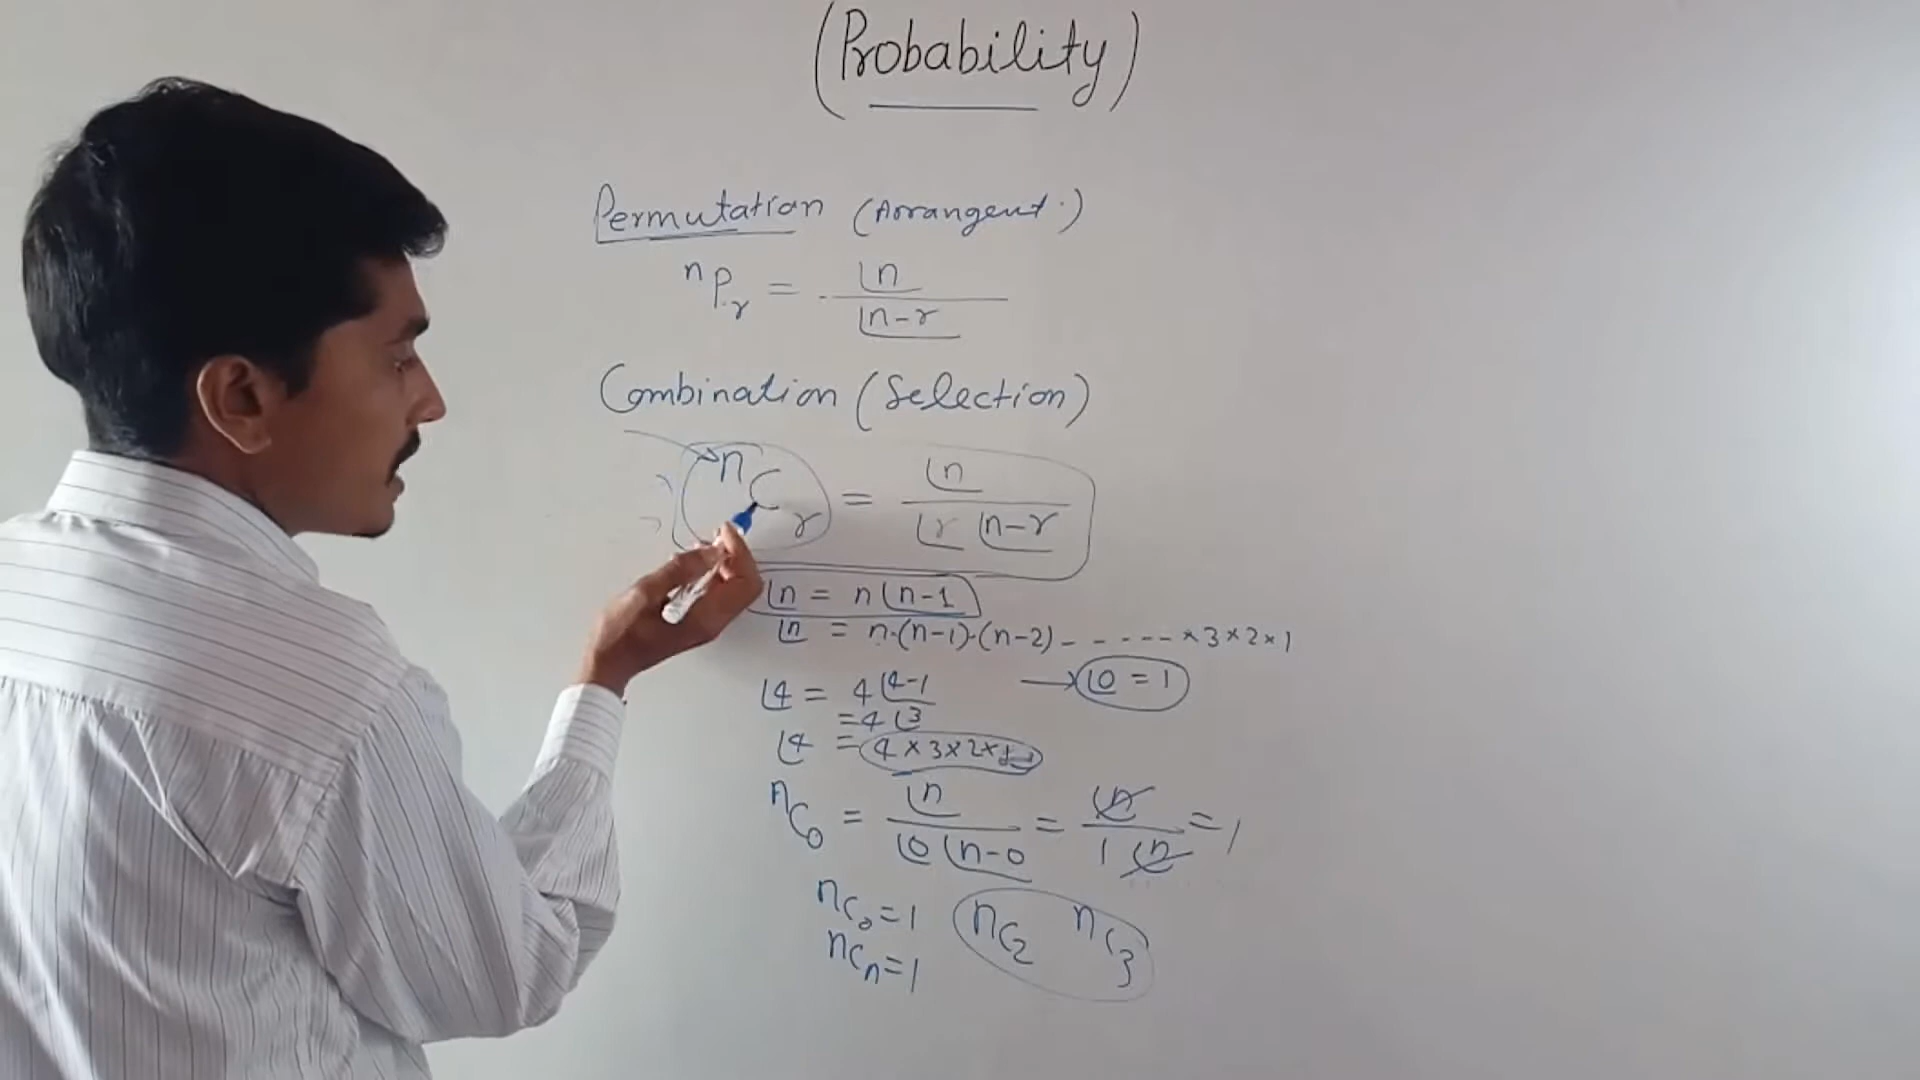 (Probability)
Permutation (Arrangent.)
ⁿPᵣ = ⌊n / ⌊n-r
Combination (Selection)
ⁿCᵣ = ⌊n / ⌊r ⌊n-r
⌊n = n⌊n-1
⌊n = n·(n-1)·(n-2)------×3×2×1
⌊4 = 4⌊4-1 → ⌊0 = 1
=4⌊3
⌊4 = 4×3×2×1
ⁿC₀ = ⌊n / ⌊0 ⌊n-0 = ⌊n / 1 ⌊n = 1
ⁿC₀=1 ⁿC₂ ⁿC₃
ⁿCₙ=1